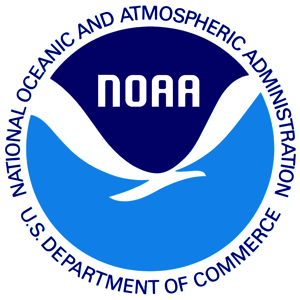 NATIONAL OCEANIC AND ATMOSPHERIC ADMINISTRATION
NOAA
U.S. DEPARTMENT OF COMMERCE